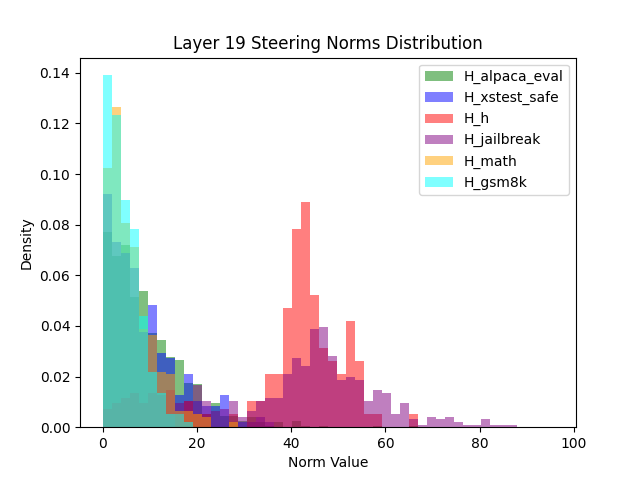 Layer 19 Steering Norms Distribution
H_alpaca_eval
H_xstest_safe
H_h
H_jailbreak
H_math
H_gsm8k
Density
0.14
0.12
0.10
0.08
0.06
0.04
0.02
0.00
0 20 40 60 80 100
Norm Value